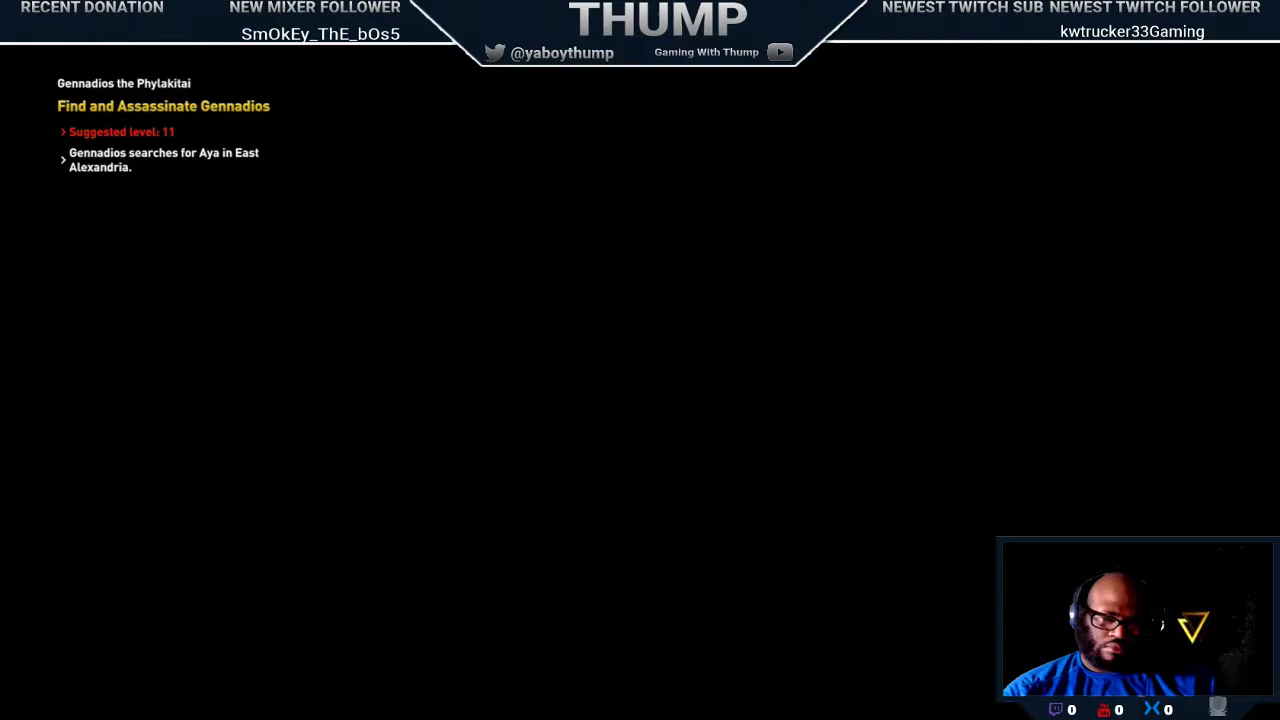 RECENT DONATION
NEW MIXER FOLLOWER
SmOkEy_ThE_bOs5
THUMP
@yaboythump
Gaming With Thump
NEWEST TWITCH SUB
NEWEST TWITCH FOLLOWER
kwtrucker33Gaming
Gennadios the Phylakitai
Find and Assassinate Gennadios
Suggested level: 11
Gennadios searches for Aya in East
Alexandria.
0
0
0